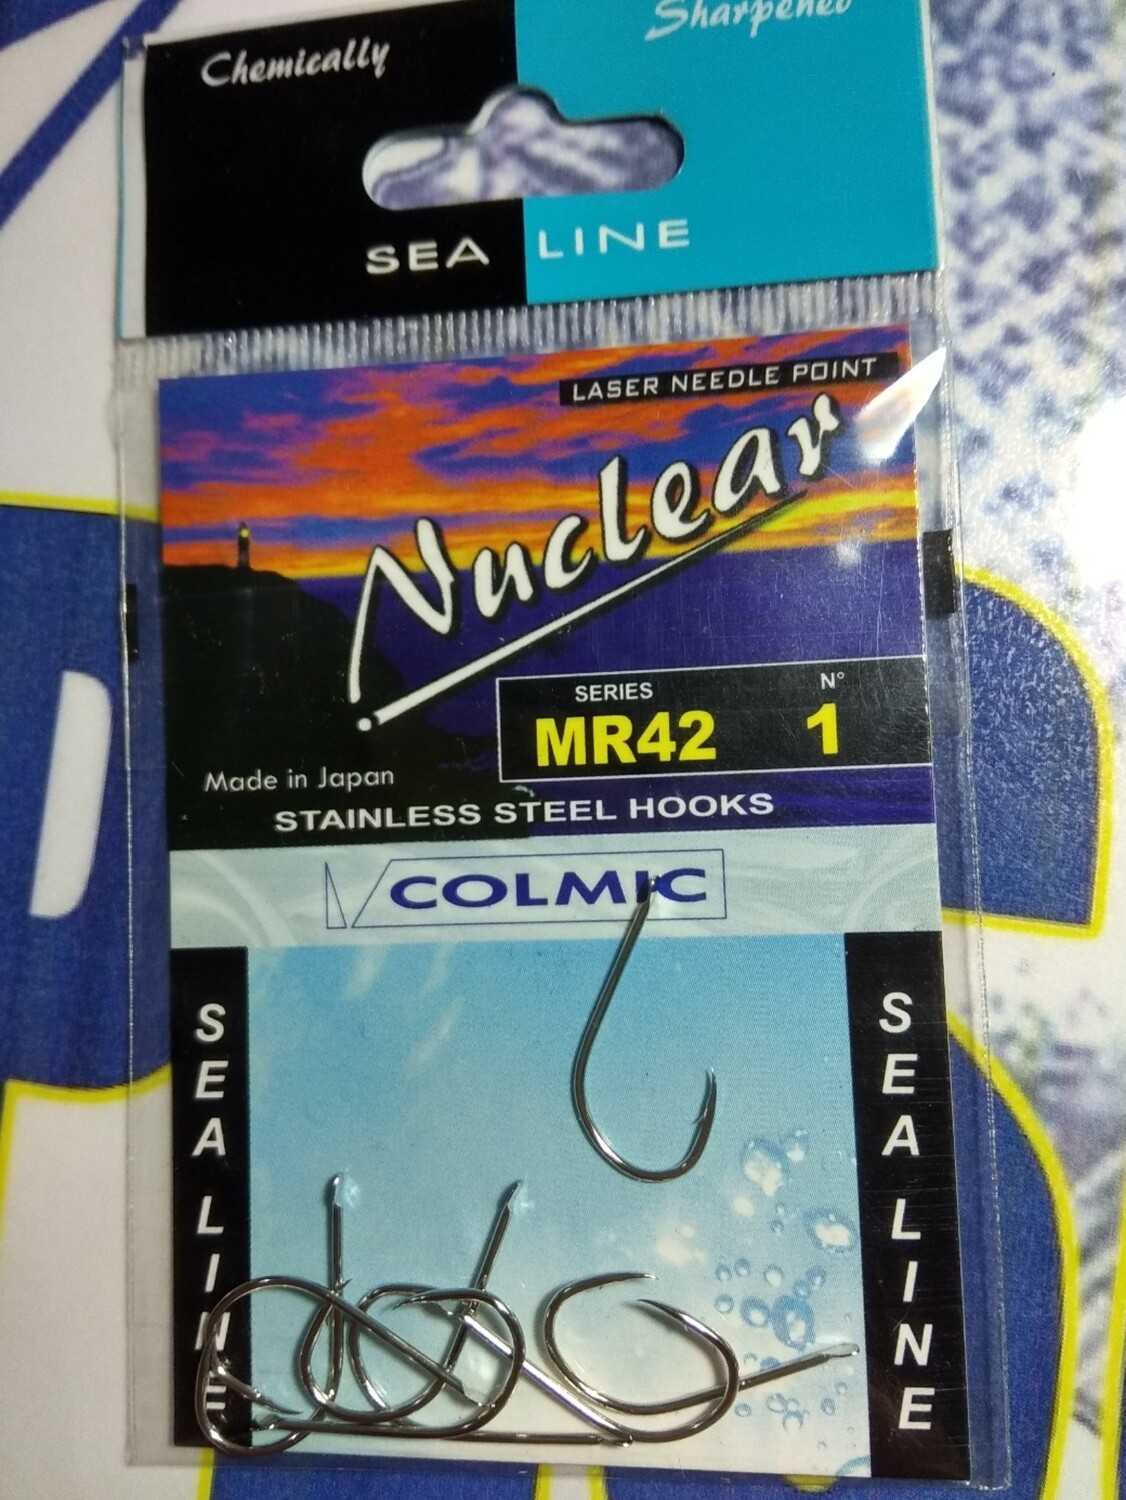 Chemically Sharpened
SEA LINE
LASER NEEDLE POINT
Nuclear
SERIES N°
MR42 1
Made in Japan
STAINLESS STEEL HOOKS
COLMIC
SEA LINE
SEA LINE